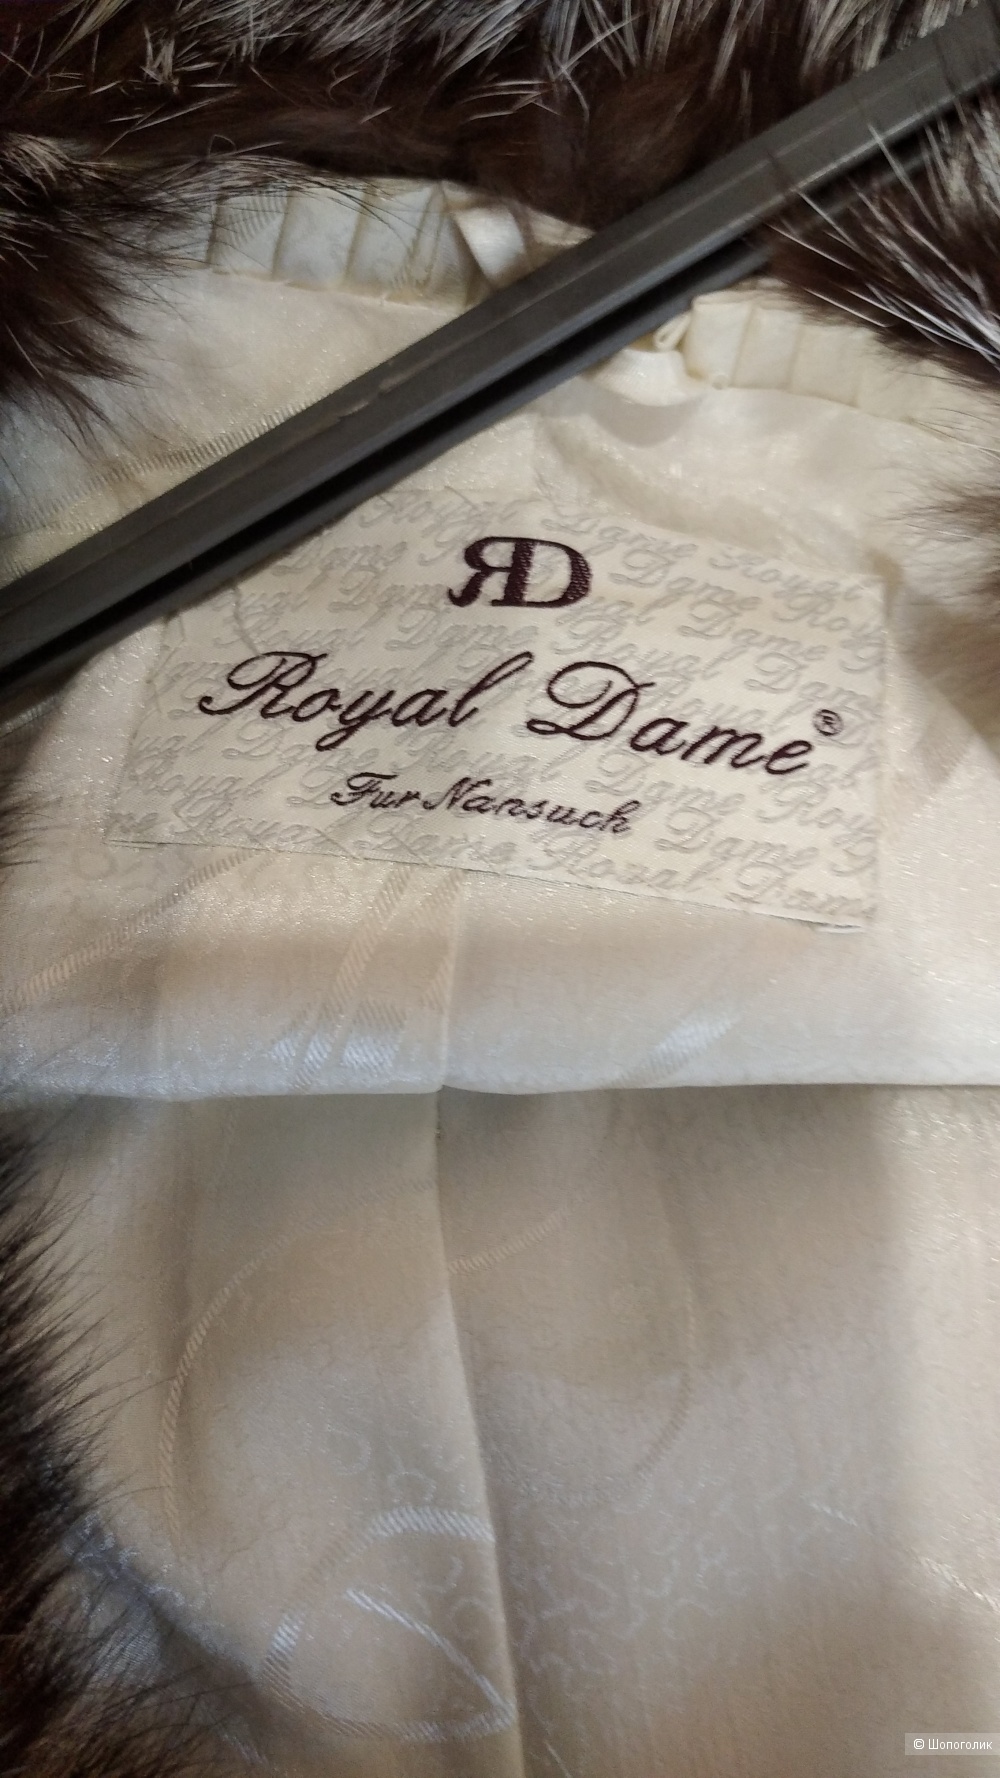 RD
Royal Dame®
Fur Nansuch
© Шопоголик